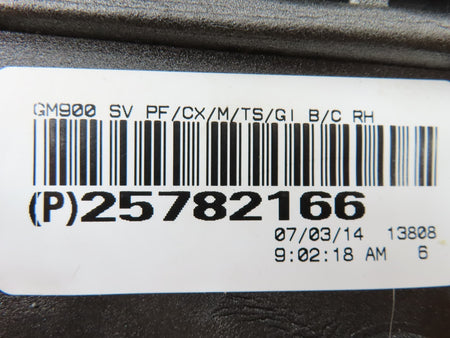 GM900 SV PF/CX/M/TS/GI B/C RH
(P)25782166
07/03/14 13808
9:02:18 AM 6